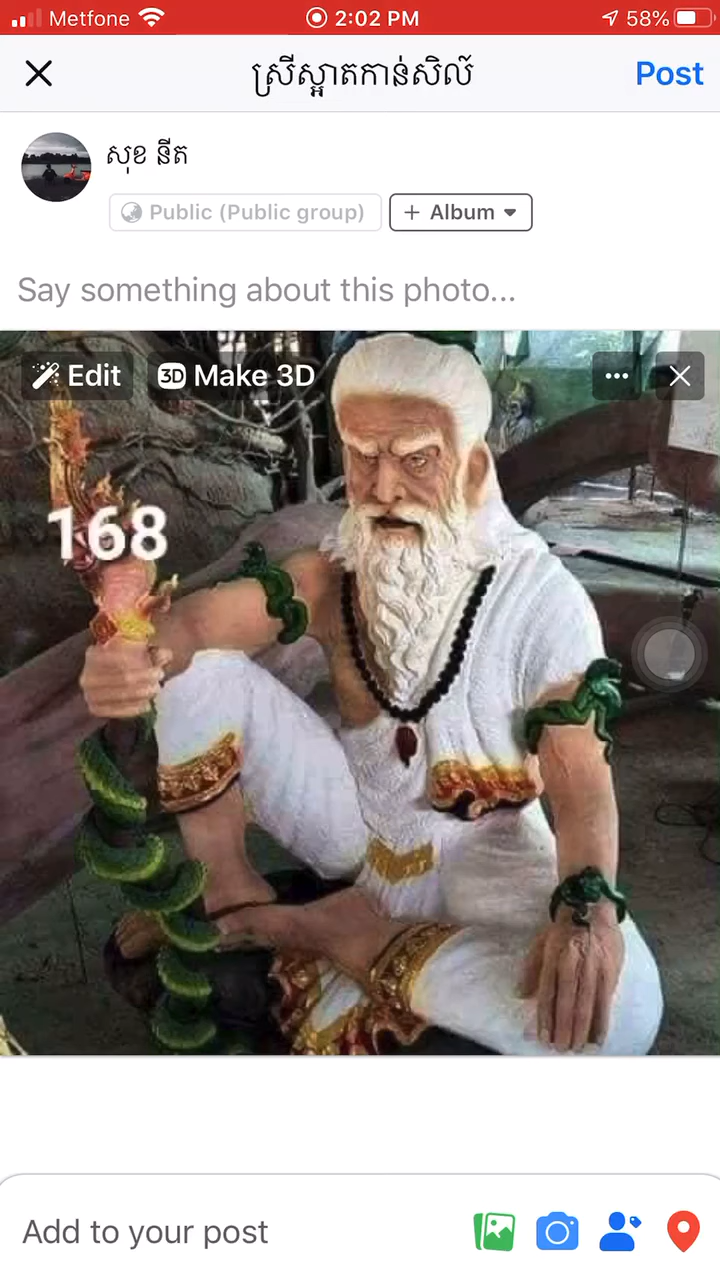 Metfone 2:02 PM 58%
ស្រីស្អាតកាន់សិល៍ Post
សុខ នីត
Public (Public group) + Album
Say something about this photo...
Edit 3D Make 3D
168
Add to your post